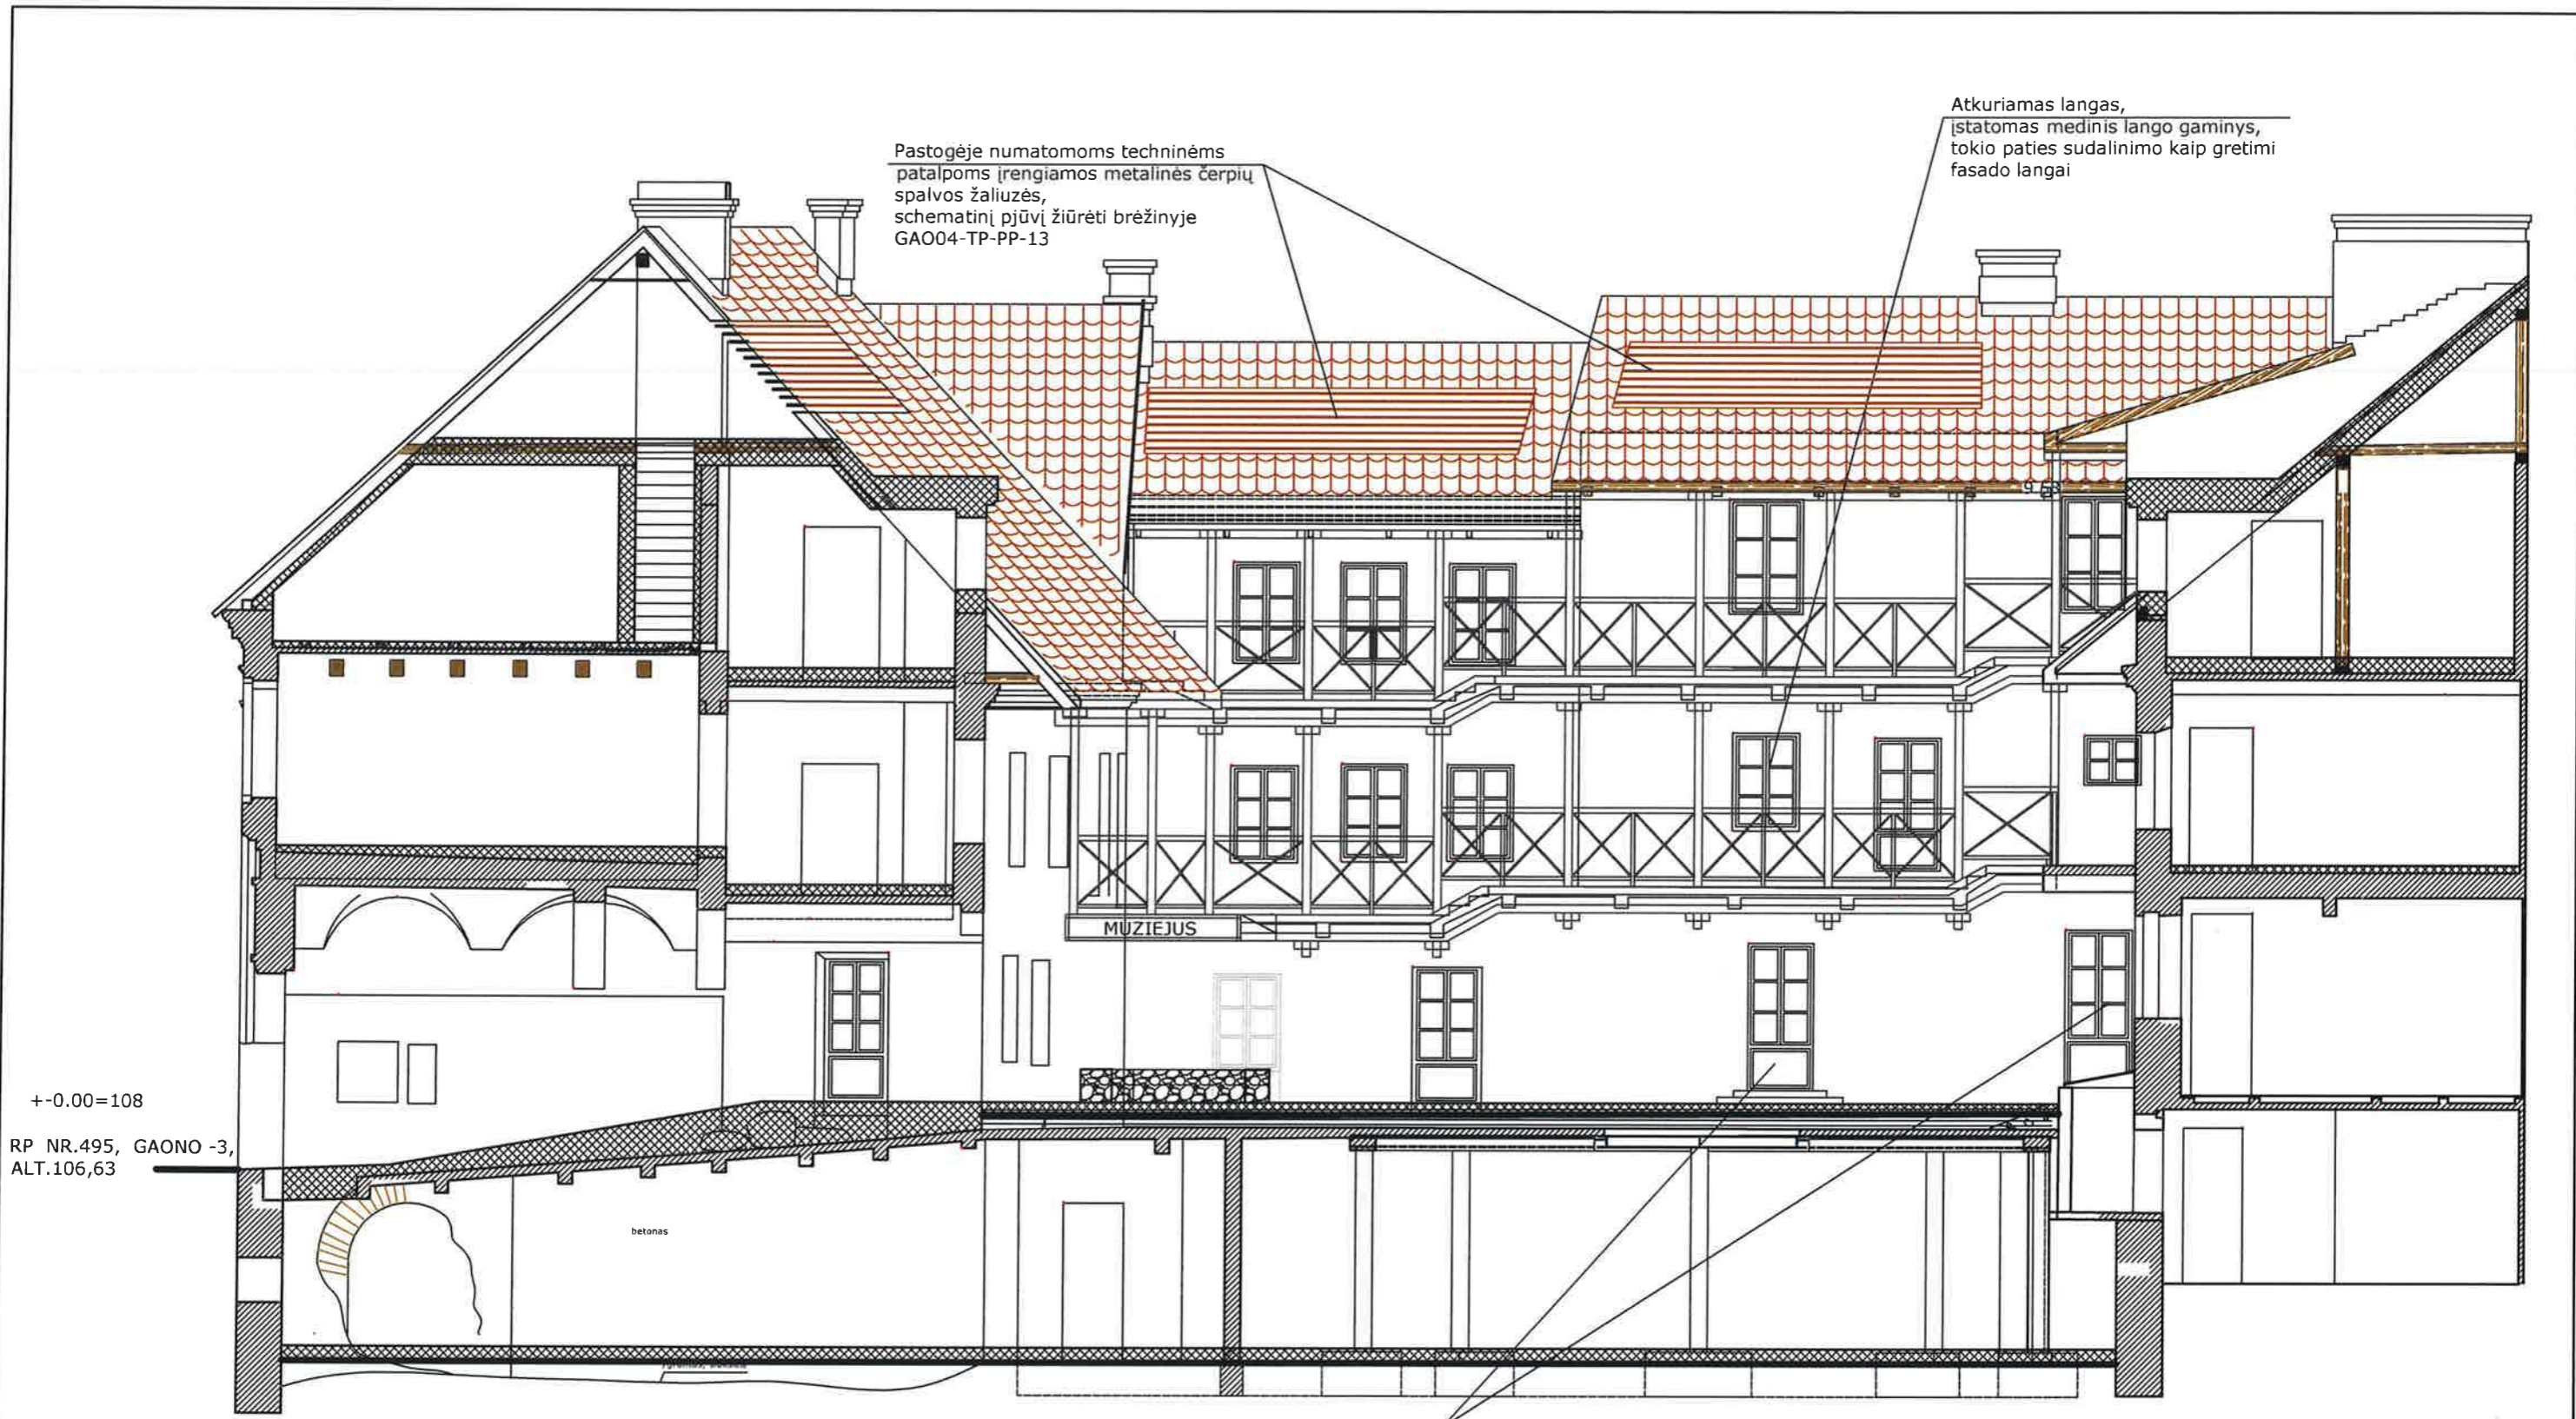 Atkuriamas langas,
įstatomas medinis lango gaminys,
tokio paties sudalinimo kaip gretimi
fasado langai
Pastogėje numatomoms techninėms
patalpoms įrengiamos metalinės čerpių
spalvos žaliuzės,
schematinį pjūvį žiūrėti brėžinyje
GAO04-TP-PP-13
MUZIEJUS
+-0.00=108
RP NR.495, GAONO -3,
ALT.106,63
betonas